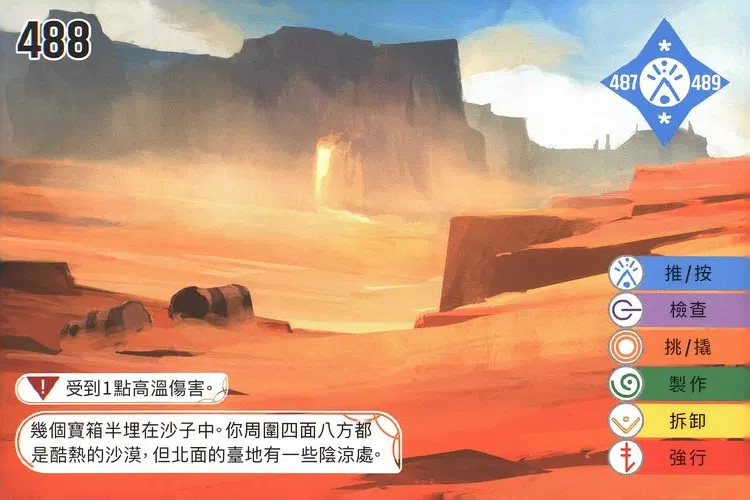 488
*
487 489
*
推/按
檢查
挑/撬
製作
拆卸
強行
! 受到1點高溫傷害。
幾個寶箱半埋在沙子中。你周圍四面八方都
是酷熱的沙漠,但北面的臺地有一些陰涼處。